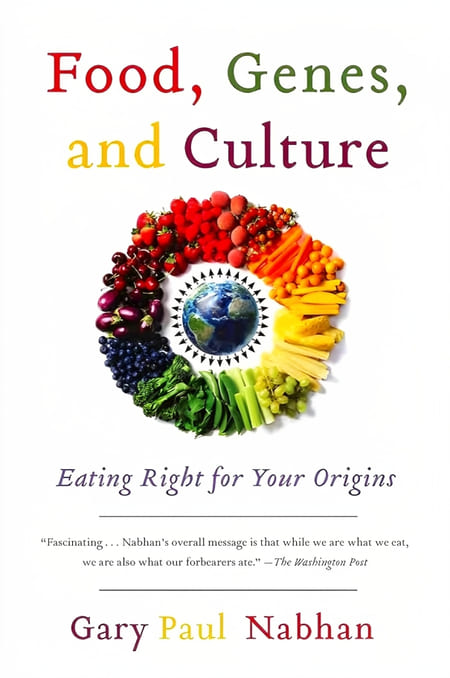 Food, Genes,
and Culture
Eating Right for Your Origins
“Fascinating . . . Nabhan’s overall message is that while we are what we eat,
we are also what our forbearers ate.” —The Washington Post
Gary Paul Nabhan